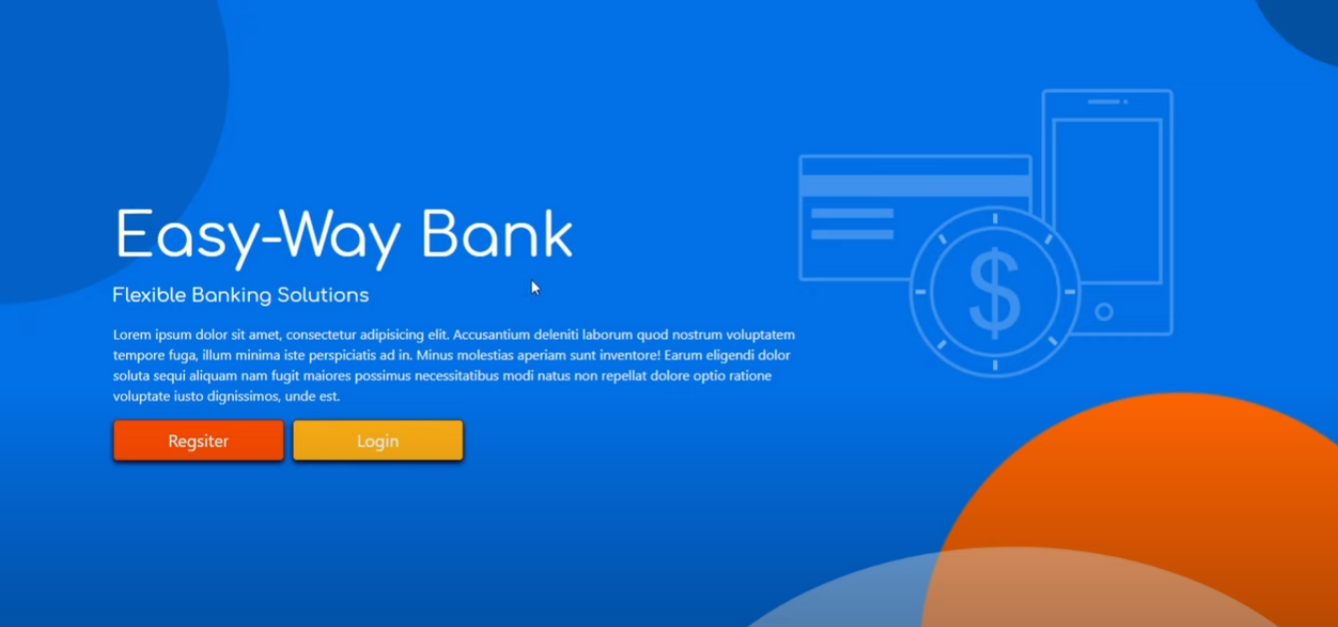 Easy-Way Bank
Flexible Banking Solutions
Lorem ipsum dolor sit amet, consectetur adipisicing elit. Accusantium deleniti laborum quod nostrum voluptatem
tempore fuga, illum minima iste perspiciatis ad in. Minus molestias aperiam sunt inventore! Earum eligendi dolor
soluta sequi aliquam nam fugit maiores possimus necessitatibus modi natus non repellat dolore optio ratione
voluptate iusto dignissimos, unde est.
Regsiter Login
$